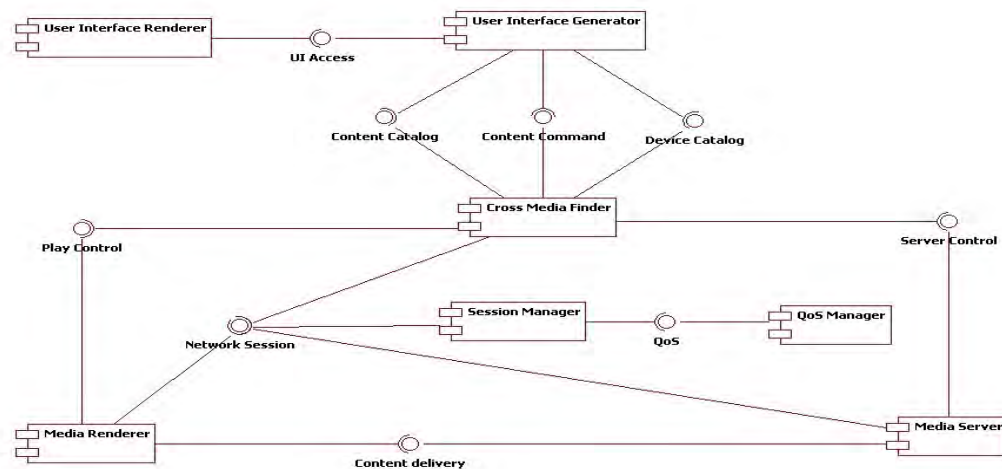 User Interface Renderer
User Interface Generator
UI Access
Content Catalog
Content Command
Device Catalog
Cross Media Finder
Play Control
Server Control
Session Manager
QoS Manager
Network Session
QoS
Media Renderer
Media Server
Content delivery